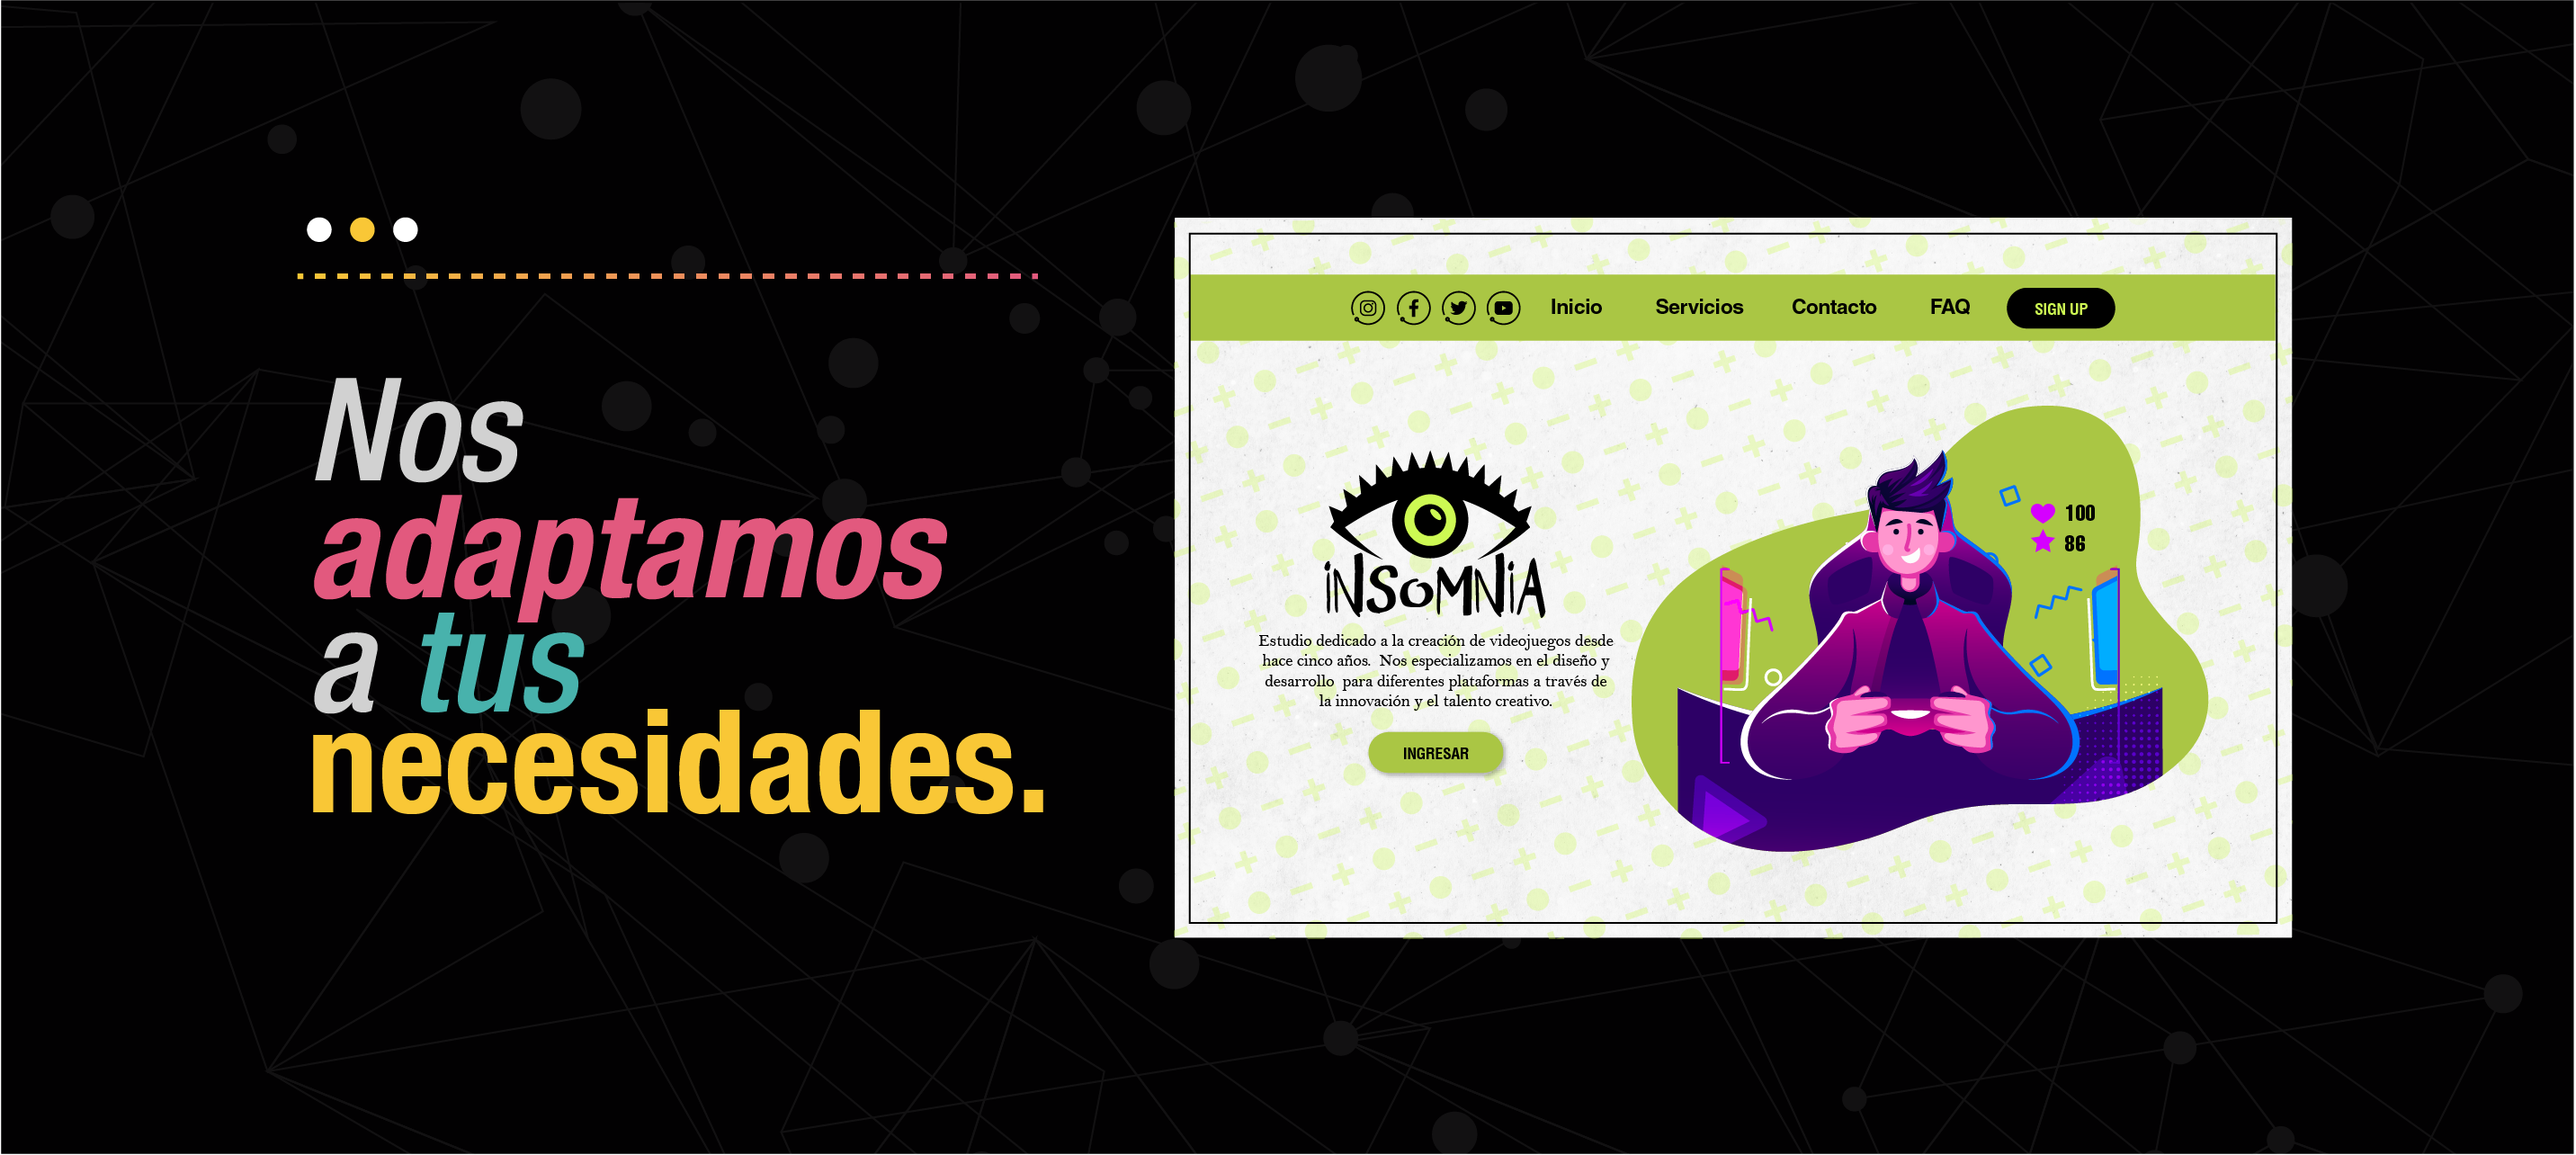 Nos
adaptamos
a tus
necesidades.
Inicio Servicios Contacto FAQ SIGN UP
iNSoMNiA
Estudio dedicado a la creación de videojuegos desde
hace cinco años. Nos especializamos en el diseño y
desarrollo para diferentes plataformas a través de
la innovación y el talento creativo.
INGRESAR
100
86